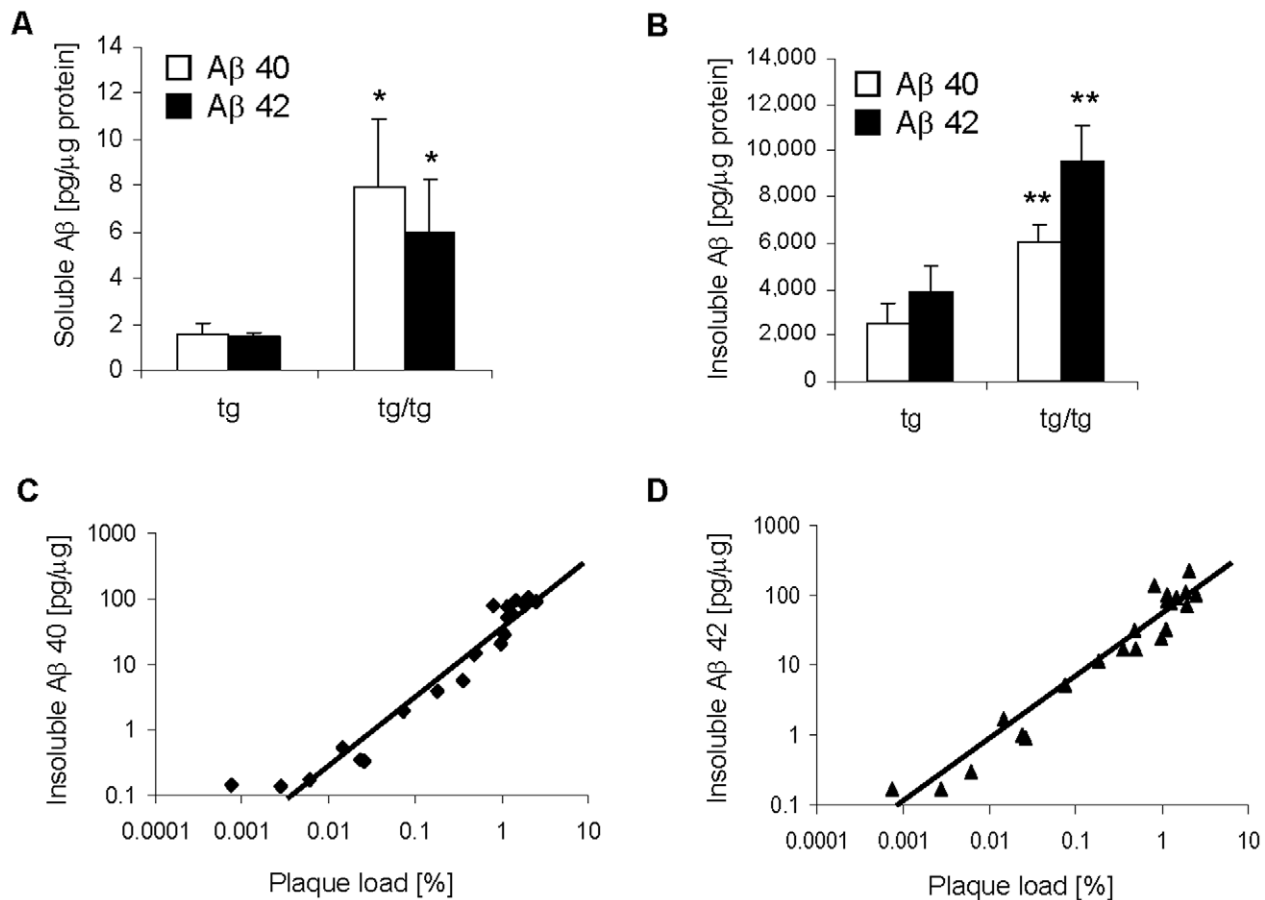 A
Soluble Aβ [pg/μg protein]
14
12
10
8
6
4
2
0
Aβ 40
Aβ 42
*
*
tg
tg/tg
B
Insoluble Aβ [pg/μg protein]
14,000
12,000
10,000
8,000
6,000
4,000
2,000
0
Aβ 40
Aβ 42
**
**
tg
tg/tg
C
Insoluble Aβ 40 [pg/μg]
1000
100
10
1
0.1
0.0001
0.001
0.01
0.1
1
10
Plaque load [%]
D
Insoluble Aβ 42 [pg/μg]
1000
100
10
1
0.1
0.0001
0.001
0.01
0.1
1
10
Plaque load [%]